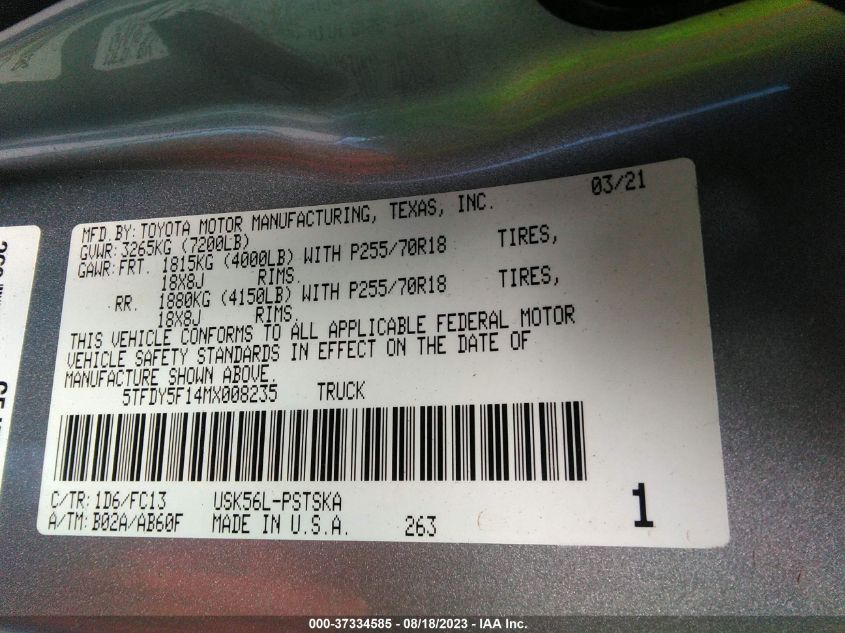 MFD.BY:TOYOTA MOTOR MANUFACTURING, TEXAS, INC. 03/21
GVWR:3265KG (7200LB)
GAWR:FRT. 1815KG (4000LB) WITH P255/70R18 TIRES,
18X8J RIMS.
RR. 1880KG (4150LB) WITH P255/70R18 TIRES,
18X8J RIMS.
THIS VEHICLE CONFORMS TO ALL APPLICABLE FEDERAL MOTOR
VEHICLE SAFETY STANDARDS IN EFFECT ON THE DATE OF
MANUFACTURE SHOWN ABOVE.
5TFDY5F14MX008235 TRUCK
C/TR:1D6/FC13 USK56L-PSTSKA
A/TM:B02A/AB60F MADE IN U.S.A. 263 1
000-37334585 - 08/18/2023 - IAA Inc.